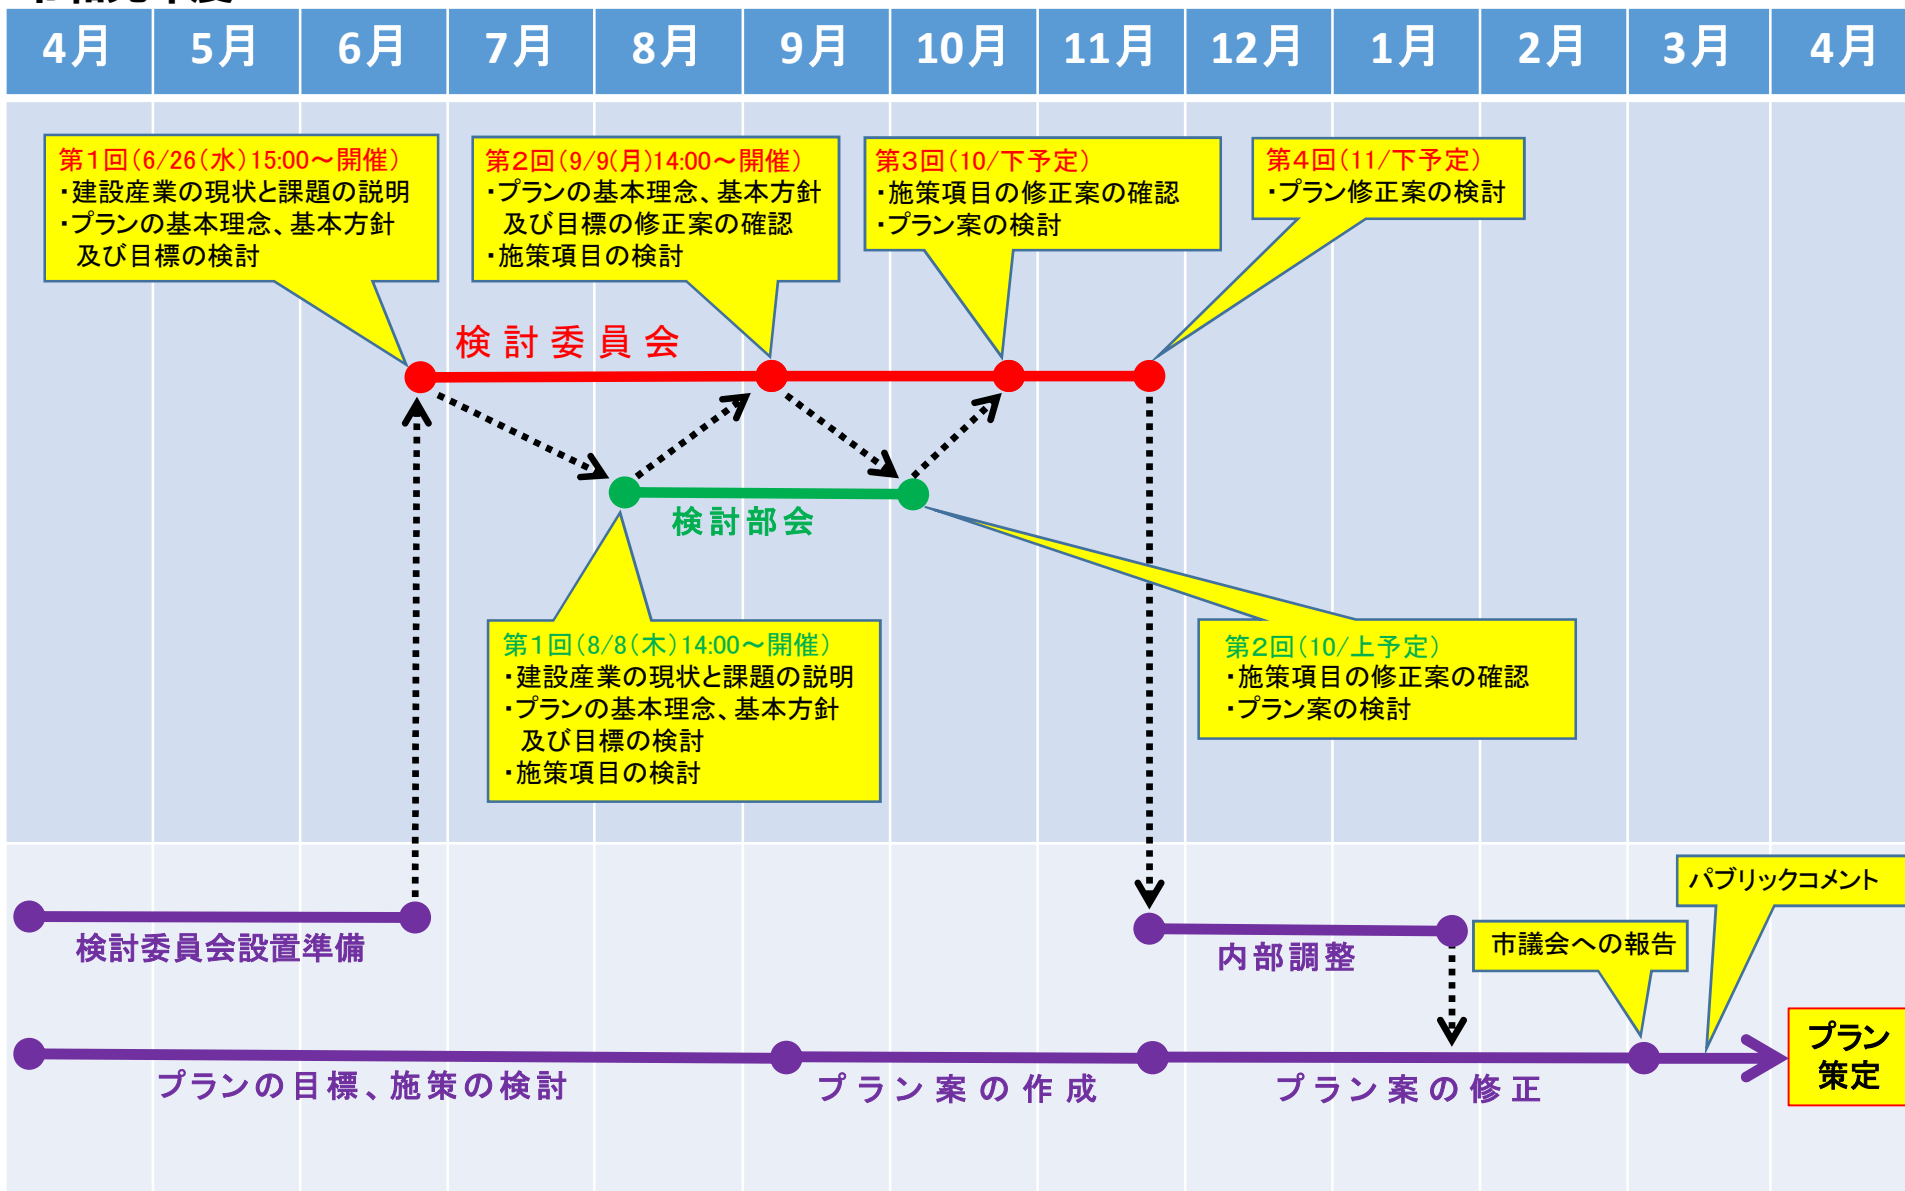 4月 5月 6月 7月 8月 9月 10月 11月 12月 1月 2月 3月 4月
第１回（6/26（水）15:00～開催）
・建設産業の現状と課題の説明
・プランの基本理念、基本方針
及び目標の検討
第２回（9/9（月）14:00～開催）
・プランの基本理念、基本方針
及び目標の修正案の確認
・施策項目の検討
第３回（10/下予定）
・施策項目の修正案の確認
・プラン案の検討
第４回（11/下予定）
・プラン修正案の検討
検討委員会
検討部会
第１回（8/8（木）14:00～開催）
・建設産業の現状と課題の説明
・プランの基本理念、基本方針
及び目標の検討
・施策項目の検討
第２回（10/上予定）
・施策項目の修正案の確認
・プラン案の検討
パブリックコメント
検討委員会設置準備
内部調整
市議会への報告
プランの目標、施策の検討
プラン案の作成
プラン案の修正
プラン
策定